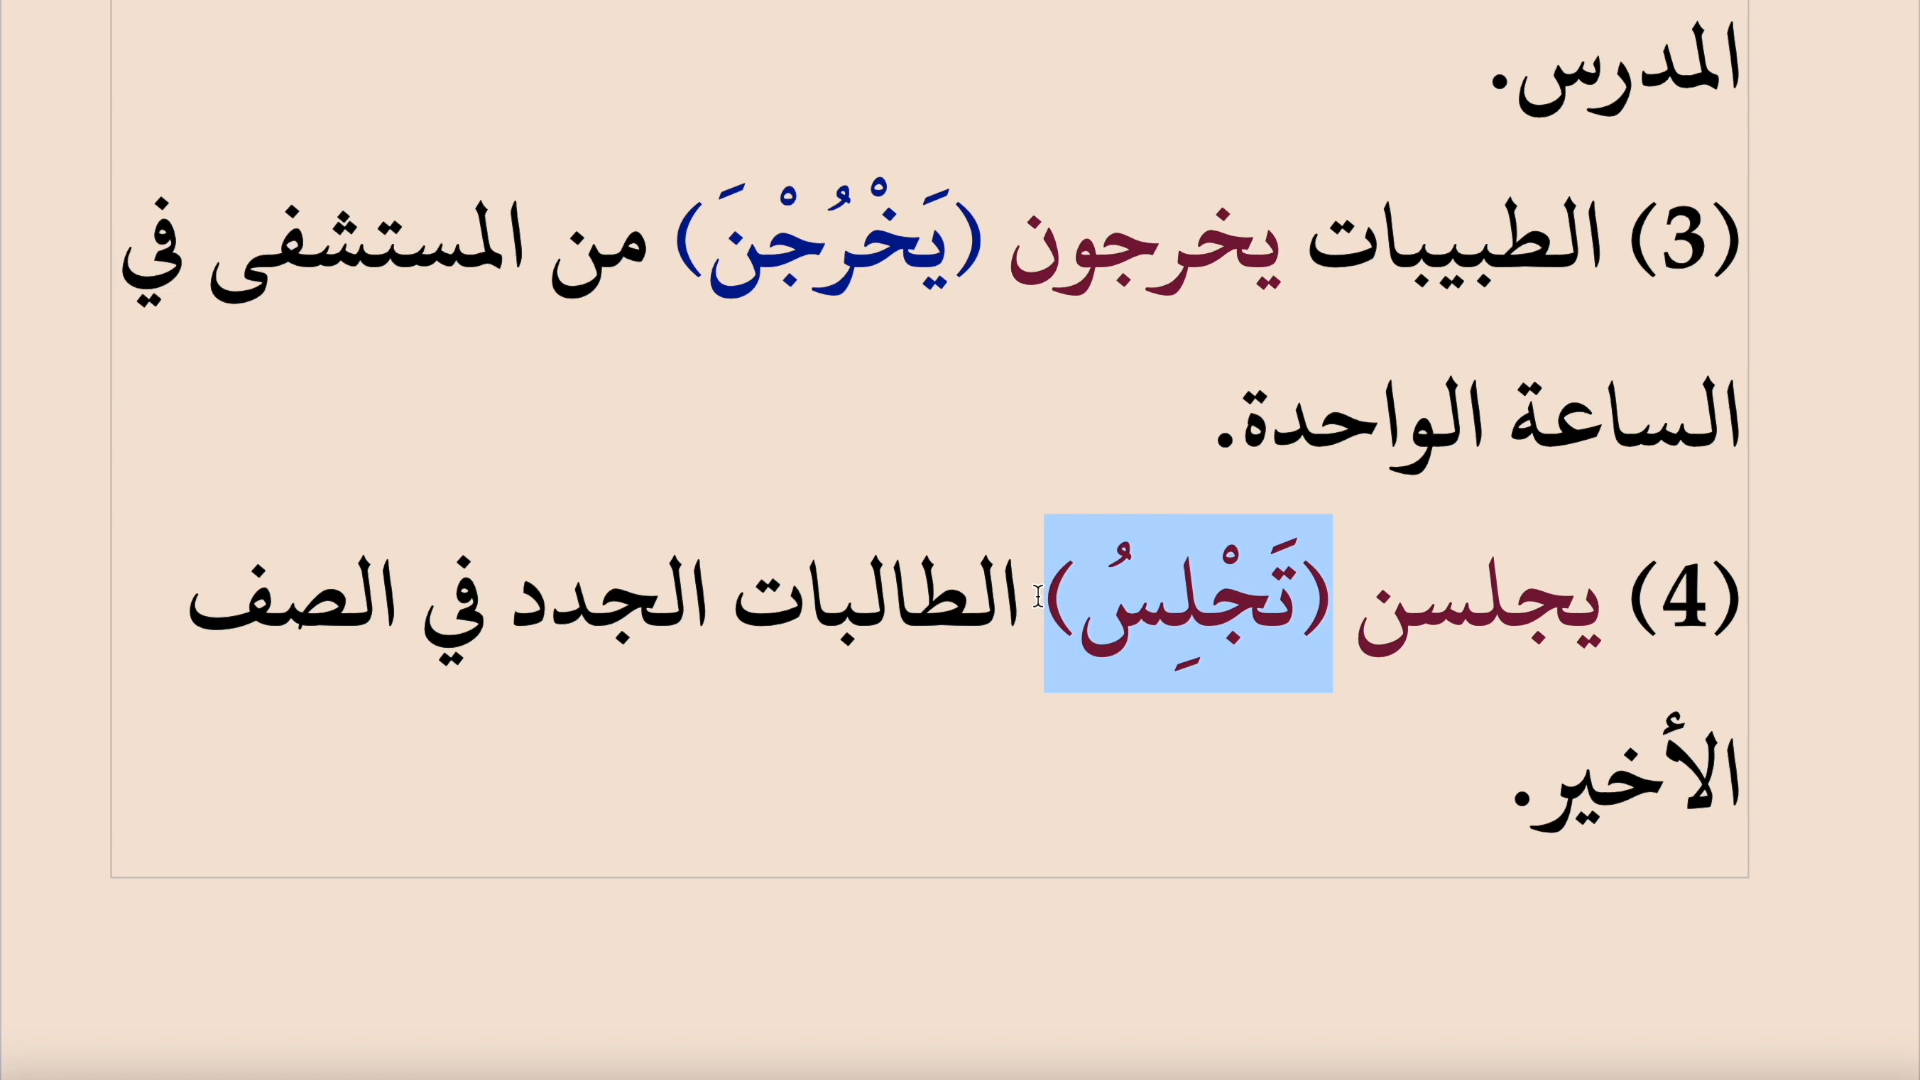 المدرس.
(3) الطبيبات يخرجون (يَخْرُجْنَ) من المستشفى في
الساعة الواحدة.
(4) يجلسن (تَجْلِسُ) الطالبات الجدد في الصف
الأخير.